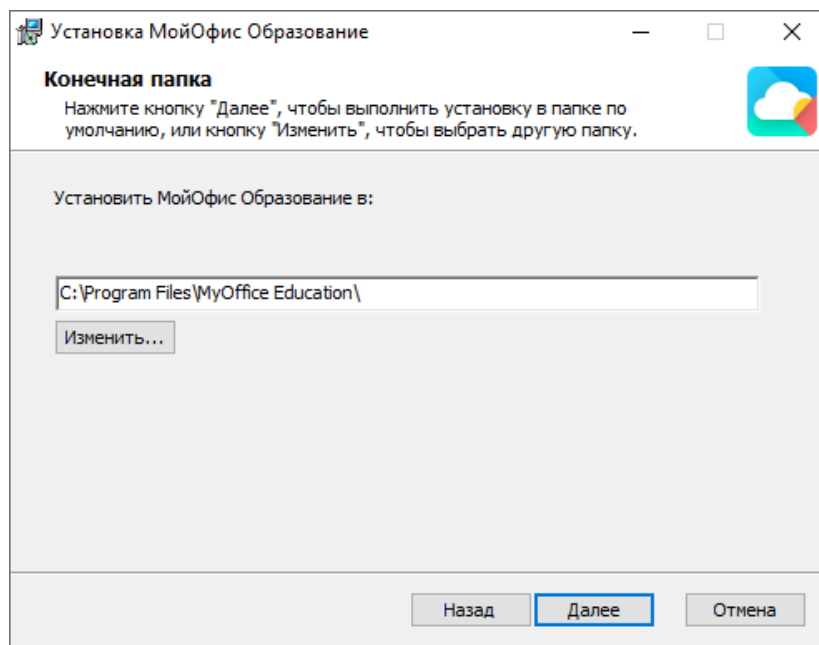 Установка МойОфис Образование
Конечная папка
Нажмите кнопку "Далее", чтобы выполнить установку в папке по
умолчанию, или кнопку "Изменить", чтобы выбрать другую папку.
Установить МойОфис Образование в:
C:\Program Files\MyOffice Education\
Изменить...
Назад Далее Отмена